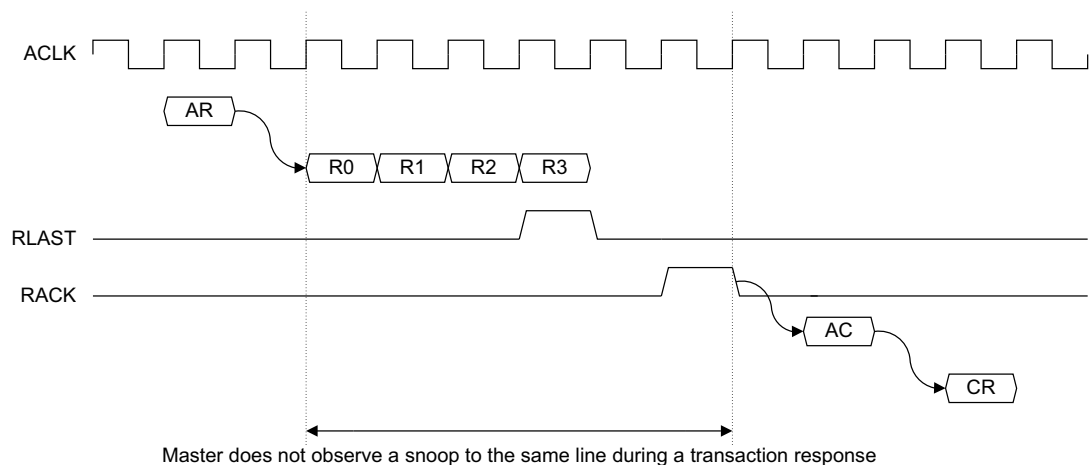 ACLK
AR
R0 R1 R2 R3
RLAST
RACK
AC
CR
Master does not observe a snoop to the same line during a transaction response